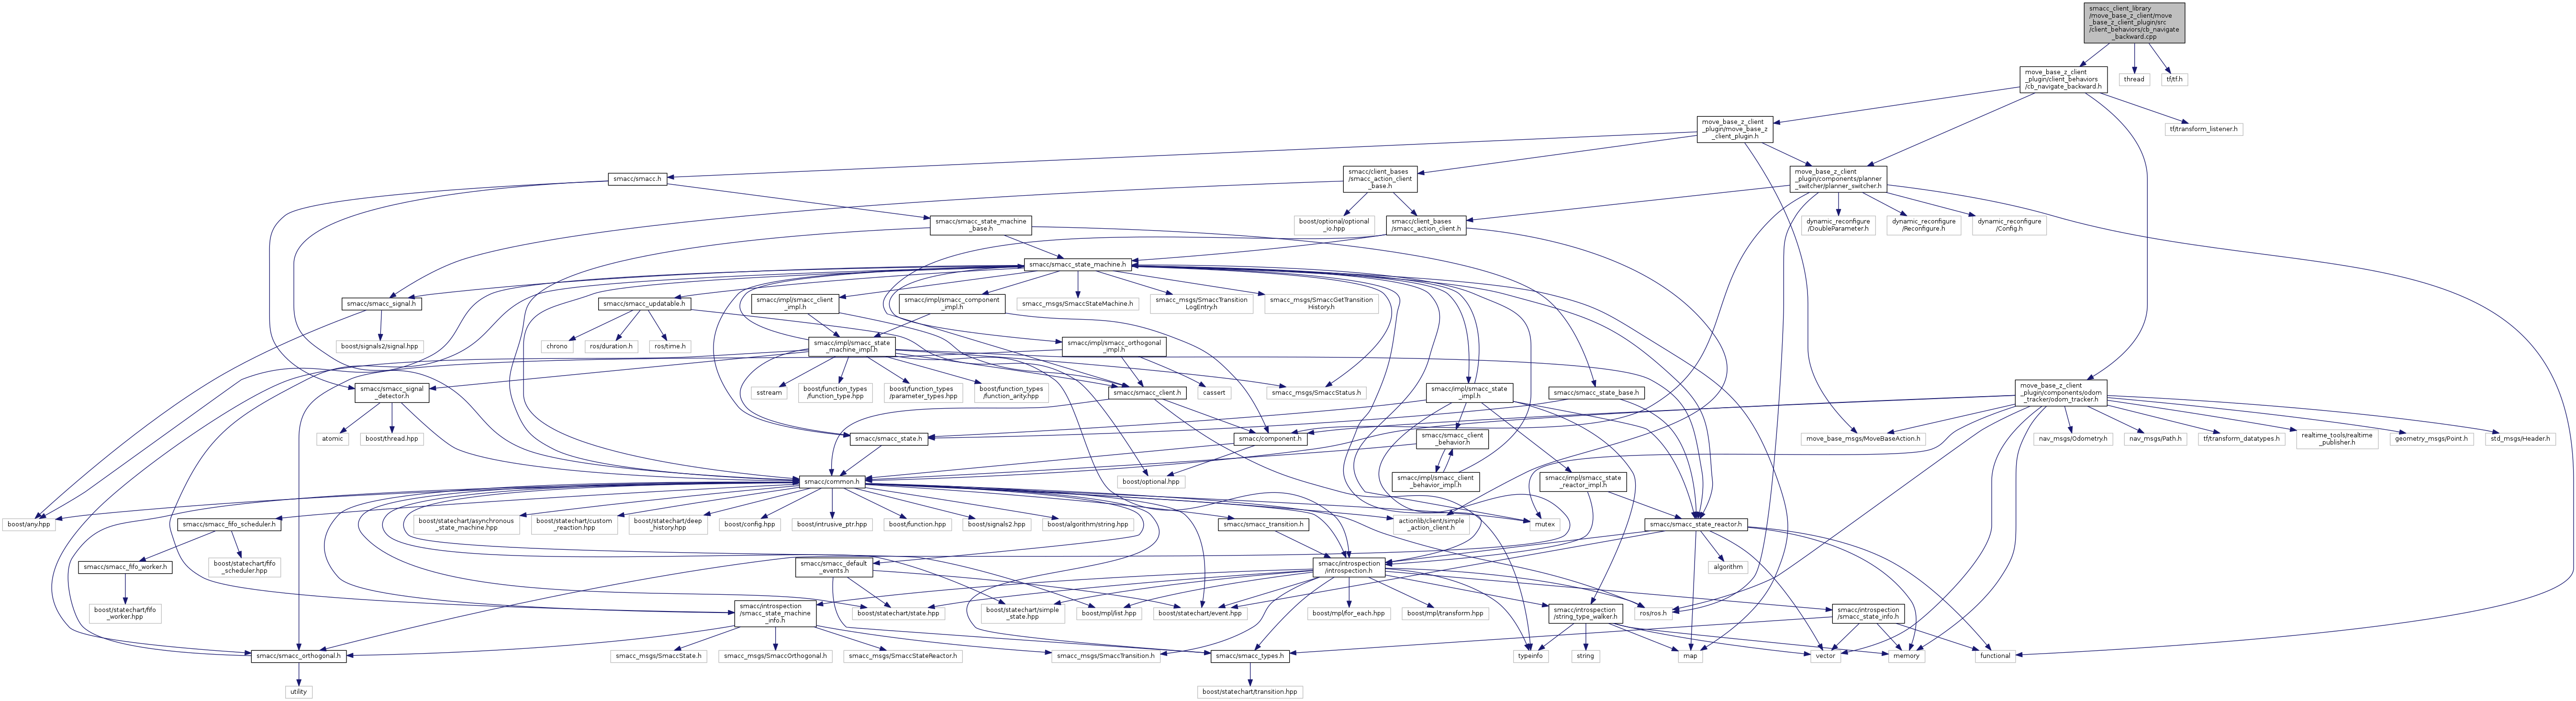 smacc_client_library
/move_base_z_client/move
_base_z_client_plugin/src
/client_behaviors/cb_navigate
_backward.cpp
move_base_z_client
_plugin/client_behaviors
/cb_navigate_backward.h
thread
tf/tf.h
move_base_z_client
_plugin/move_base_z
_client_plugin.h
tf/transform_listener.h
smacc/smacc.h
smacc/client_bases
/smacc_action_client
_base.h
move_base_z_client
_plugin/components/planner
_switcher/planner_switcher.h
smacc/smacc_state_machine
_base.h
boost/optional/optional
_io.hpp
smacc/client_bases
/smacc_action_client.h
dynamic_reconfigure
/DoubleParameter.h
dynamic_reconfigure
/Reconfigure.h
dynamic_reconfigure
/Config.h
smacc/smacc_state_machine.h
smacc/smacc_signal.h
smacc/smacc_updatable.h
smacc/impl/smacc_client
_impl.h
smacc/impl/smacc_component
_impl.h
smacc_msgs/SmaccStateMachine.h
smacc_msgs/SmaccTransition
LogEntry.h
smacc_msgs/SmaccGetTransition
History.h
boost/signals2/signal.hpp
chrono
ros/duration.h
ros/time.h
smacc/impl/smacc_state
_machine_impl.h
smacc/impl/smacc_orthogonal
_impl.h
smacc/smacc_signal
_detector.h
sstream
boost/function_types
/function_type.hpp
boost/function_types
/parameter_types.hpp
boost/function_types
/function_arity.hpp
smacc/smacc_client.h
cassert
smacc_msgs/SmaccStatus.h
smacc/impl/smacc_state
_impl.h
smacc/smacc_state_base.h
move_base_z_client
_plugin/components/odom
_tracker/odom_tracker.h
atomic
boost/thread.hpp
smacc/smacc_state.h
smacc/component.h
smacc/smacc_client
_behavior.h
move_base_msgs/MoveBaseAction.h
nav_msgs/Odometry.h
nav_msgs/Path.h
tf/transform_datatypes.h
realtime_tools/realtime
_publisher.h
geometry_msgs/Point.h
std_msgs/Header.h
smacc/common.h
boost/optional.hpp
smacc/impl/smacc_client
_behavior_impl.h
smacc/impl/smacc_state
_reactor_impl.h
boost/any.hpp
smacc/smacc_fifo_scheduler.h
boost/statechart/asynchronous
_state_machine.hpp
boost/statechart/custom
_reaction.hpp
boost/statechart/deep
_history.hpp
boost/config.hpp
boost/intrusive_ptr.hpp
boost/function.hpp
boost/signals2.hpp
boost/algorithm/string.hpp
smacc/smacc_transition.h
actionlib/client/simple
_action_client.h
mutex
smacc/smacc_state_reactor.h
smacc/smacc_fifo_worker.h
boost/statechart/fifo
_scheduler.hpp
smacc/smacc_default
_events.h
smacc/introspection
/introspection.h
algorithm
boost/statechart/fifo
_worker.hpp
smacc/introspection
/smacc_state_machine
_info.h
boost/statechart/state.hpp
boost/statechart/simple
_state.hpp
boost/mpl/list.hpp
boost/statechart/event.hpp
boost/mpl/for_each.hpp
boost/mpl/transform.hpp
smacc/introspection
/string_type_walker.h
ros/ros.h
smacc/introspection
/smacc_state_info.h
smacc/smacc_orthogonal.h
smacc_msgs/SmaccState.h
smacc_msgs/SmaccOrthogonal.h
smacc_msgs/SmaccStateReactor.h
smacc_msgs/SmaccTransition.h
smacc/smacc_types.h
typeinfo
string
map
vector
memory
functional
utility
boost/statechart/transition.hpp